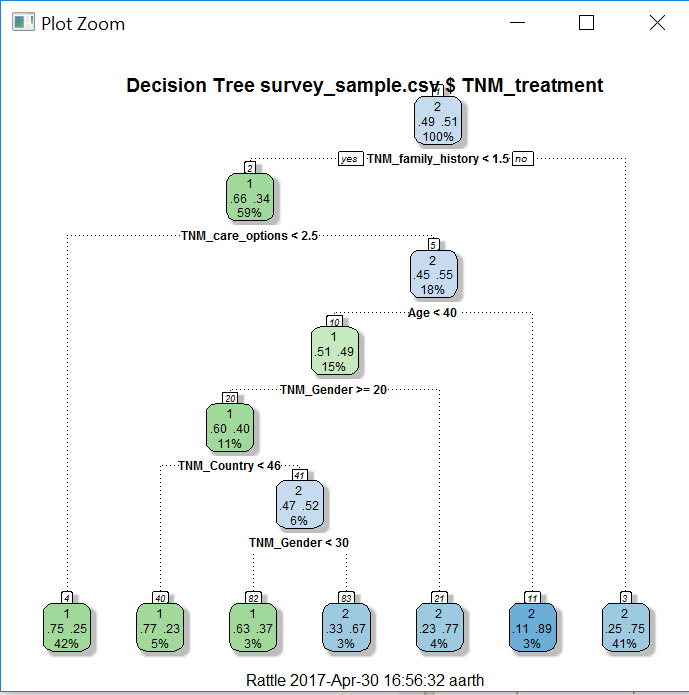 Plot Zoom
Decision Tree survey_sample.csv $ TNM_treatment
1
2
.49 .51
100%
yes TNM_family_history < 1.5 no
2
1
.66 .34
59%
TNM_care_options < 2.5
5
2
.45 .55
18%
Age < 40
10
1
.51 .49
15%
TNM_Gender >= 20
20
1
.60 .40
11%
TNM_Country < 46
41
2
.47 .52
6%
TNM_Gender < 30
4 40 82 83 21 11 3
1 1 1 2 2 2 2
.75 .25 .77 .23 .63 .37 .33 .67 .23 .77 .11 .89 .25 .75
42% 5% 3% 3% 4% 3% 41%
Rattle 2017-Apr-30 16:56:32 aarth